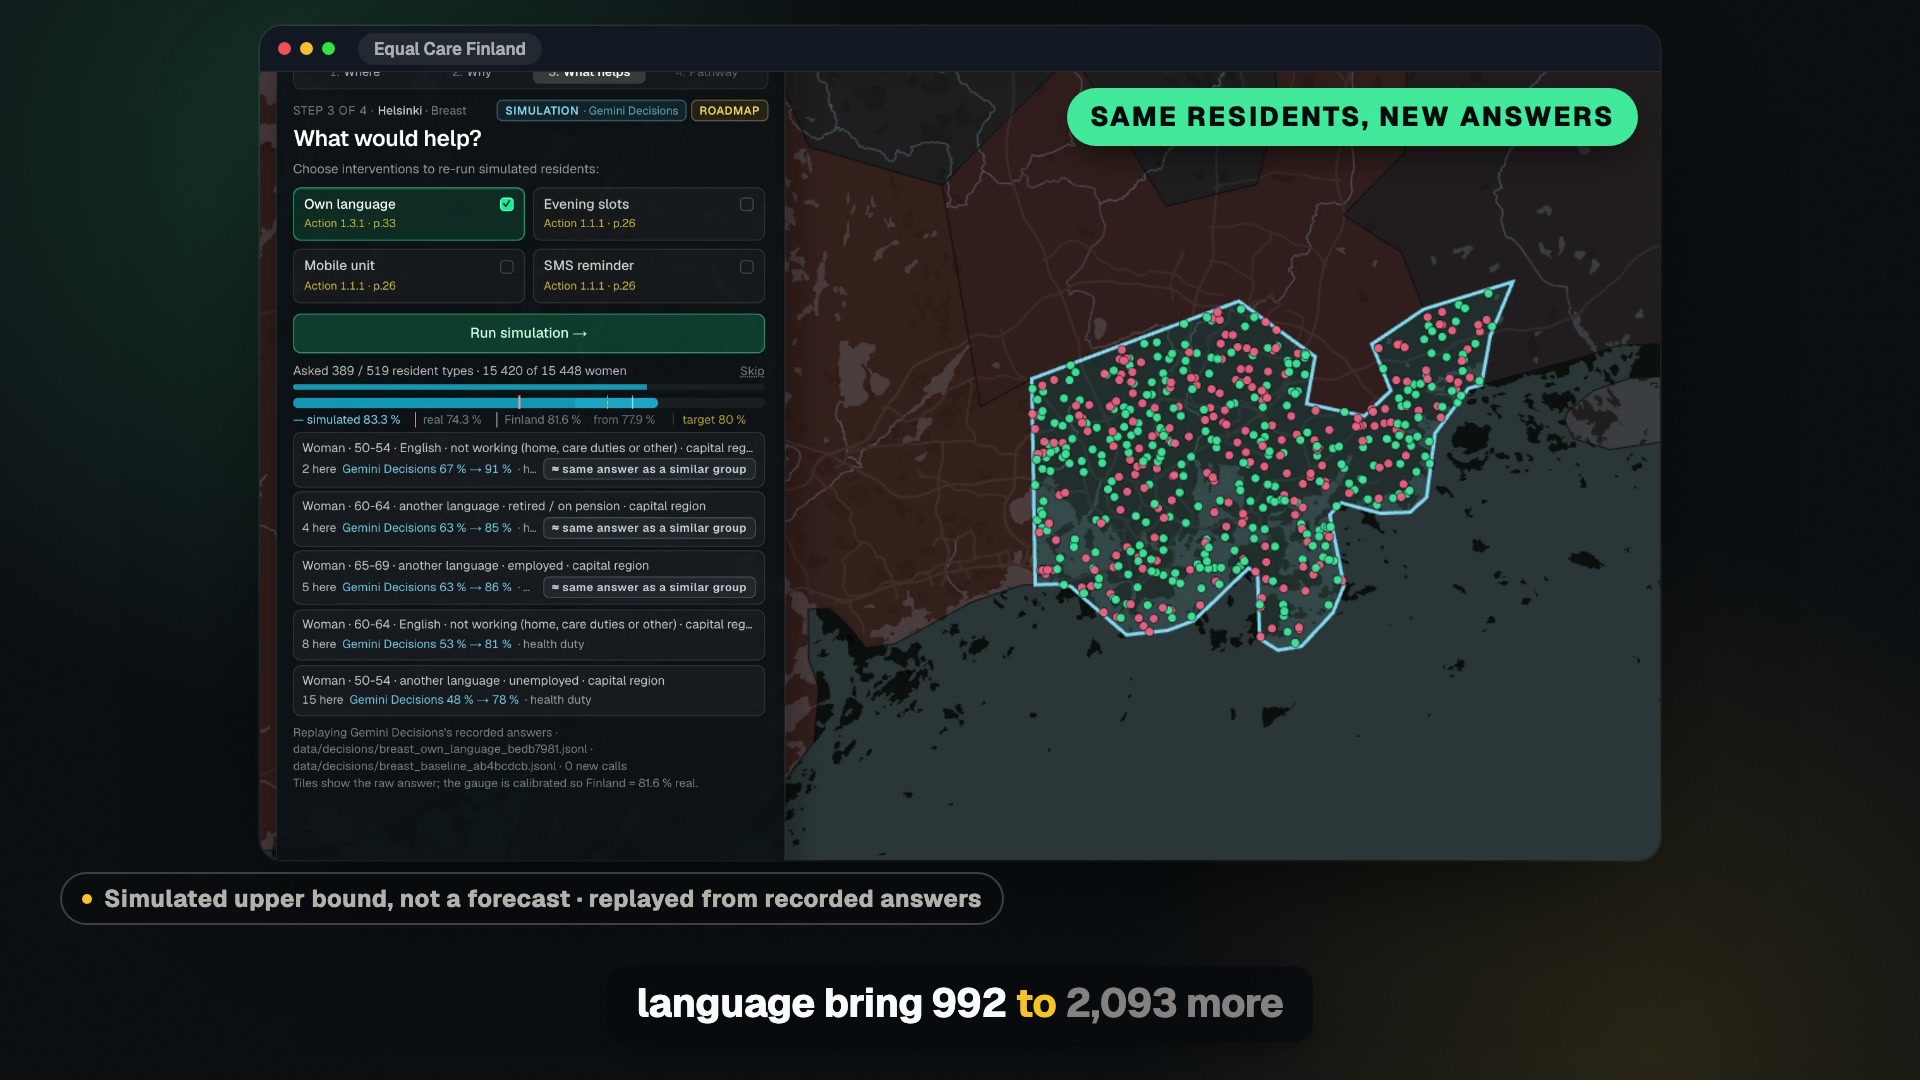 Equal Care Finland
1. Where 2. Why 3. What helps 4. Pathway
STEP 3 OF 4 · Helsinki · Breast
SIMULATION · Gemini Decisions
ROADMAP
SAME RESIDENTS, NEW ANSWERS
What would help?
Choose interventions to re-run simulated residents:
Own language
Action 1.3.1 · p.33
Evening slots
Action 1.1.1 · p.26
Mobile unit
Action 1.1.1 · p.26
SMS reminder
Action 1.1.1 · p.26
Run simulation →
Asked 389 / 519 resident types · 15 420 of 15 448 women Skip
— simulated 83.3 % real 74.3 % Finland 81.6 % from 77.9 % target 80 %
Woman · 50-54 · English · not working (home, care duties or other) · capital reg…
2 here Gemini Decisions 67 % → 91 % · h… ≈ same answer as a similar group
Woman · 60-64 · another language · retired / on pension · capital region
4 here Gemini Decisions 63 % → 85 % · h… ≈ same answer as a similar group
Woman · 65-69 · another language · employed · capital region
5 here Gemini Decisions 63 % → 86 % · … ≈ same answer as a similar group
Woman · 60-64 · English · not working (home, care duties or other) · capital reg…
8 here Gemini Decisions 53 % → 81 % · health duty
Woman · 50-54 · another language · unemployed · capital region
15 here Gemini Decisions 48 % → 78 % · health duty
Replaying Gemini Decisions's recorded answers ·
data/decisions/breast_own_language_bedb7981.jsonl ·
data/decisions/breast_baseline_ab4bcdcb.jsonl · 0 new calls
Tiles show the raw answer; the gauge is calibrated so Finland = 81.6 % real.
Simulated upper bound, not a forecast · replayed from recorded answers
language bring 992 to 2,093 more